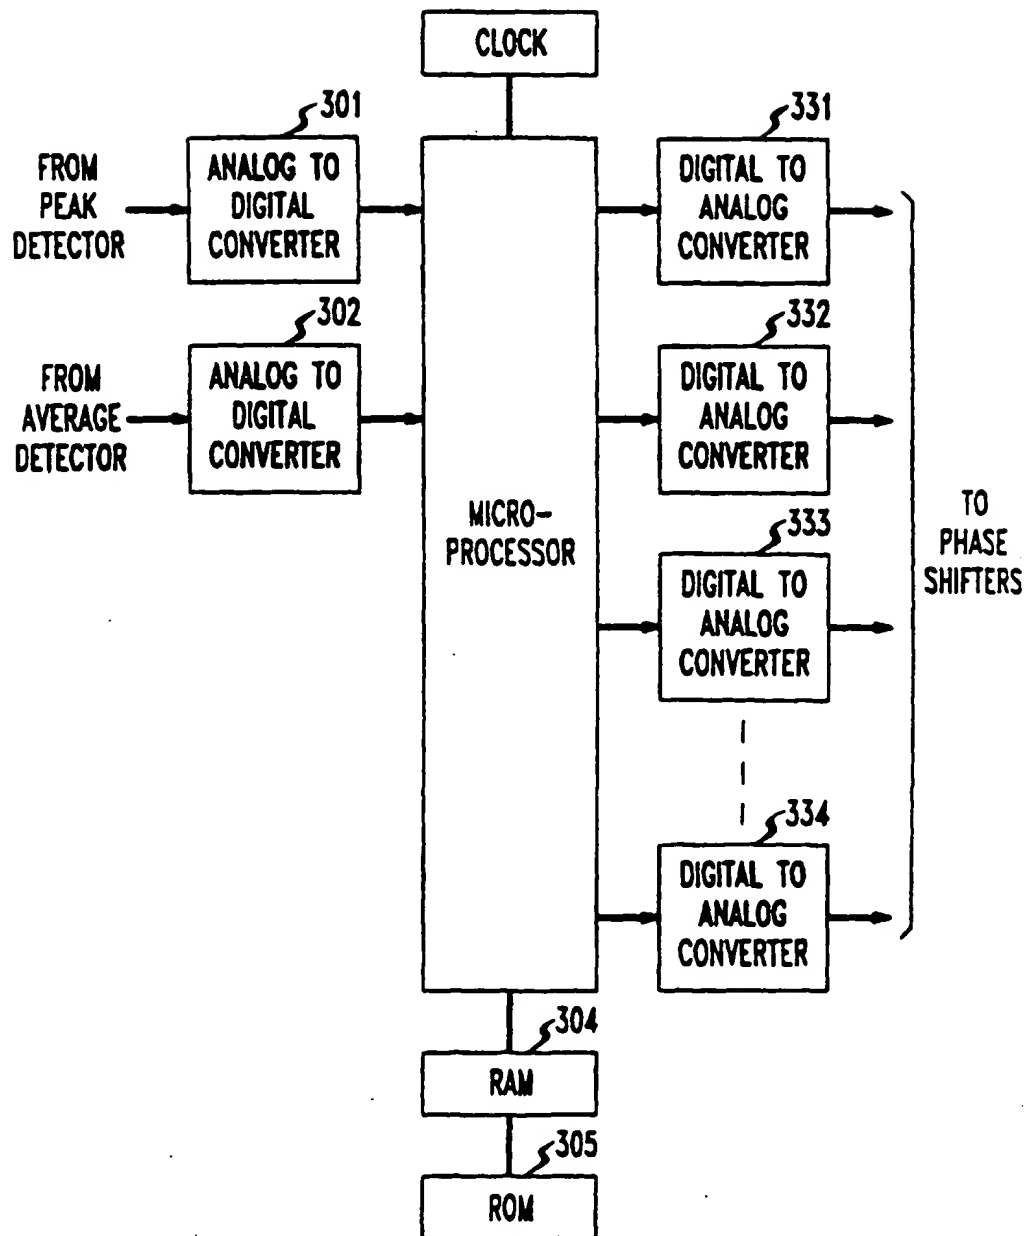 CLOCK
301
FROM
PEAK
DETECTOR
ANALOG TO
DIGITAL
CONVERTER
331
DIGITAL TO
ANALOG
CONVERTER
302
FROM
AVERAGE
DETECTOR
ANALOG TO
DIGITAL
CONVERTER
332
DIGITAL TO
ANALOG
CONVERTER
MICRO-
PROCESSOR
333
DIGITAL TO
ANALOG
CONVERTER
TO
PHASE
SHIFTERS
334
DIGITAL TO
ANALOG
CONVERTER
304
RAM
305
ROM